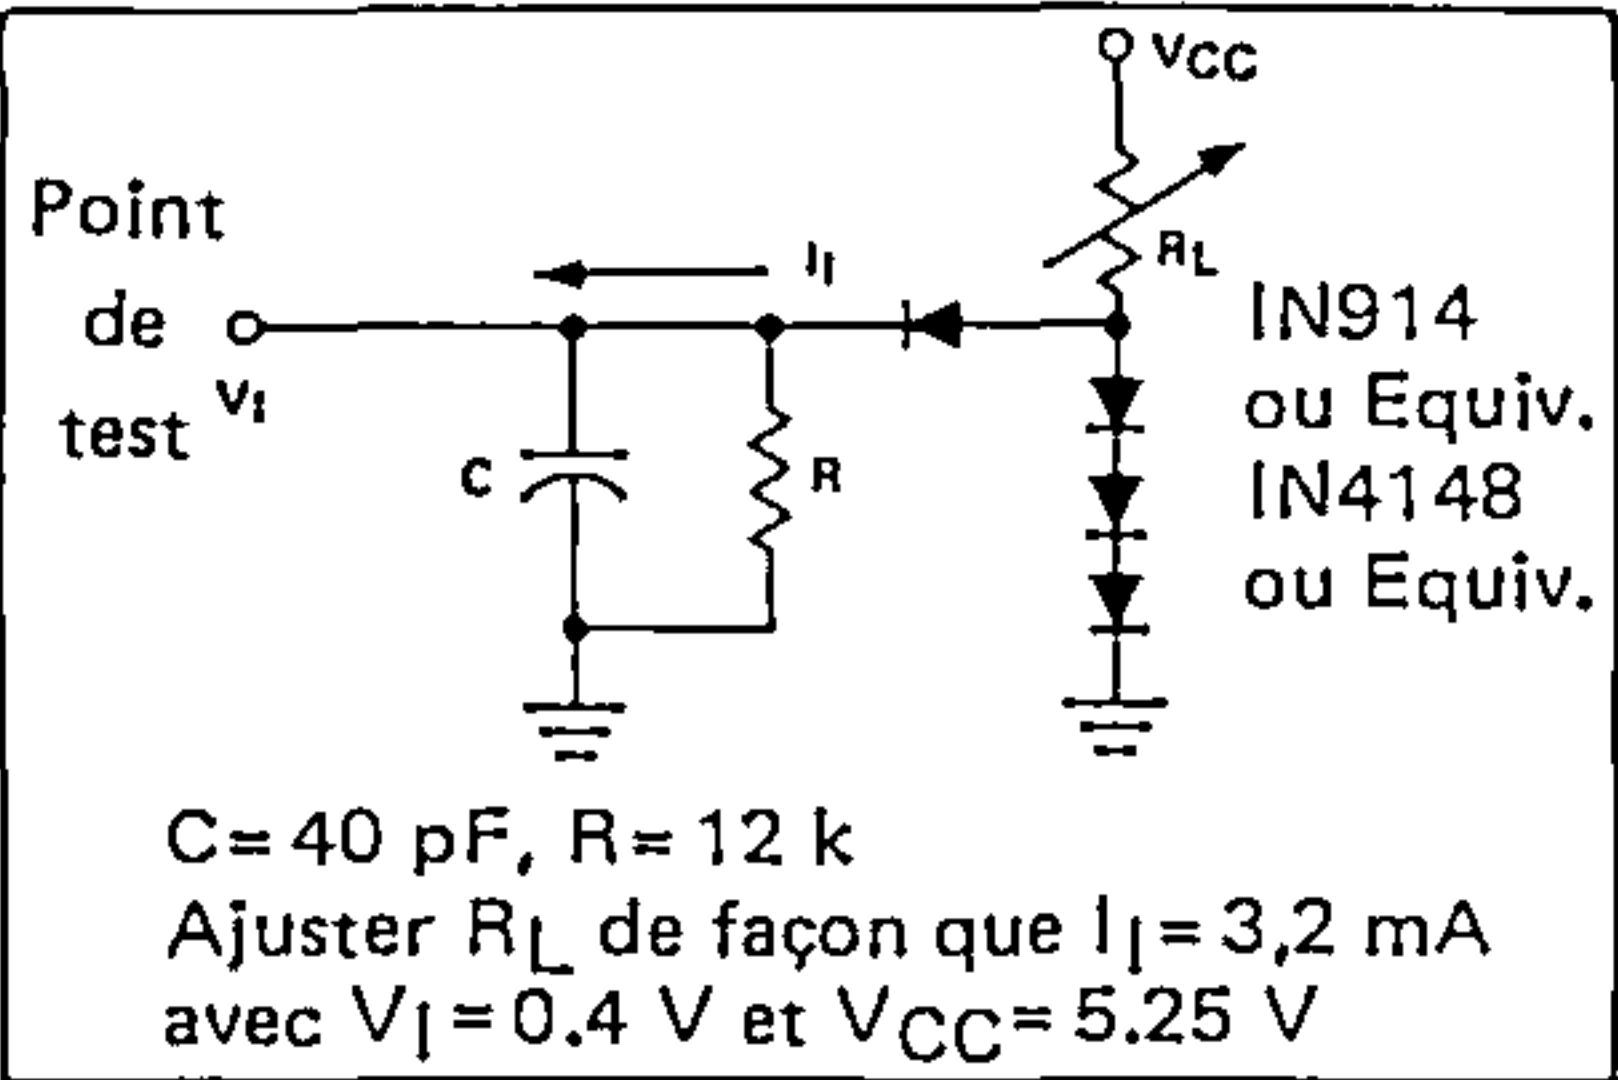 VCC
Point
de
test
VI
II
RL
IN914
ou Equiv.
IN4148
ou Equiv.
C
R
C = 40 pF, R = 12 k
Ajuster RL de façon que II = 3,2 mA
avec VI = 0.4 V et VCC = 5.25 V